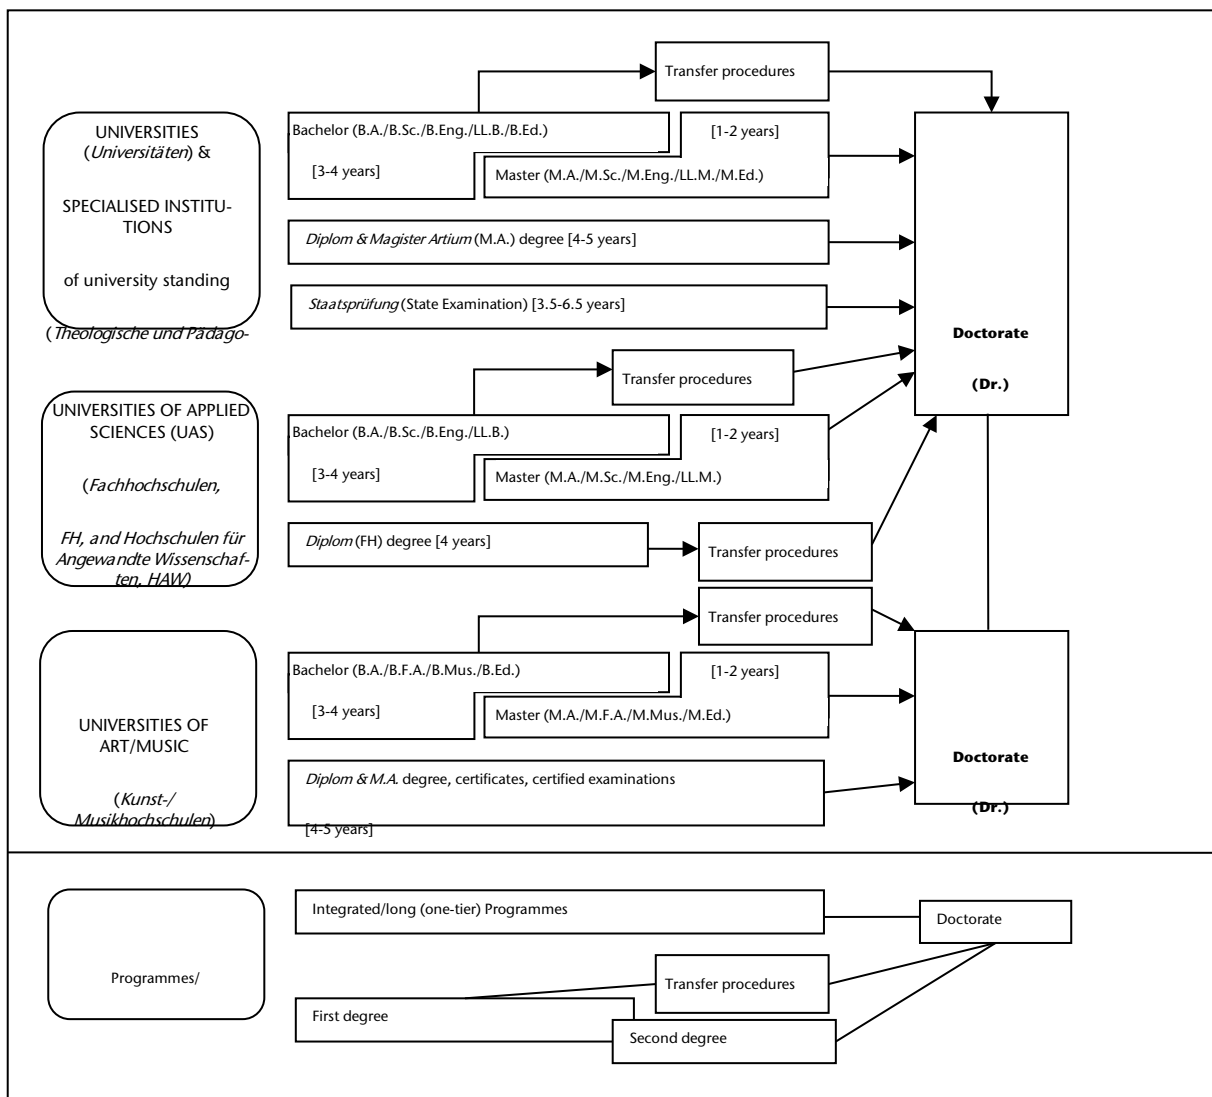 Transfer procedures
UNIVERSITIES
(Universitäten) &
SPECIALISED INSTITU-
TIONS
of university standing
(Theologische und Pädago-
Bachelor (B.A./B.Sc./B.Eng./LL.B./B.Ed.)
[3-4 years]
[1-2 years]
Master (M.A./M.Sc./M.Eng./LL.M./M.Ed.)
Diplom & Magister Artium (M.A.) degree [4-5 years]
Staatsprüfung (State Examination) [3.5-6.5 years]
Doctorate
(Dr.)
Transfer procedures
UNIVERSITIES OF APPLIED
SCIENCES (UAS)
(Fachhochschulen,
FH, and Hochschulen für
Angewandte Wissenschaf-
ten, HAW)
Bachelor (B.A./B.Sc./B.Eng./LL.B.)
[3-4 years]
[1-2 years]
Master (M.A./M.Sc./M.Eng./LL.M.)
Diplom (FH) degree [4 years]
Transfer procedures
Transfer procedures
UNIVERSITIES OF
ART/MUSIC
(Kunst-/
Musikhochschulen)
Bachelor (B.A./B.F.A./B.Mus./B.Ed.)
[3-4 years]
[1-2 years]
Master (M.A./M.F.A./M.Mus./M.Ed.)
Diplom & M.A. degree, certificates, certified examinations
[4-5 years]
Doctorate
(Dr.)
Programmes/
Integrated/long (one-tier) Programmes
Doctorate
Transfer procedures
First degree
Second degree